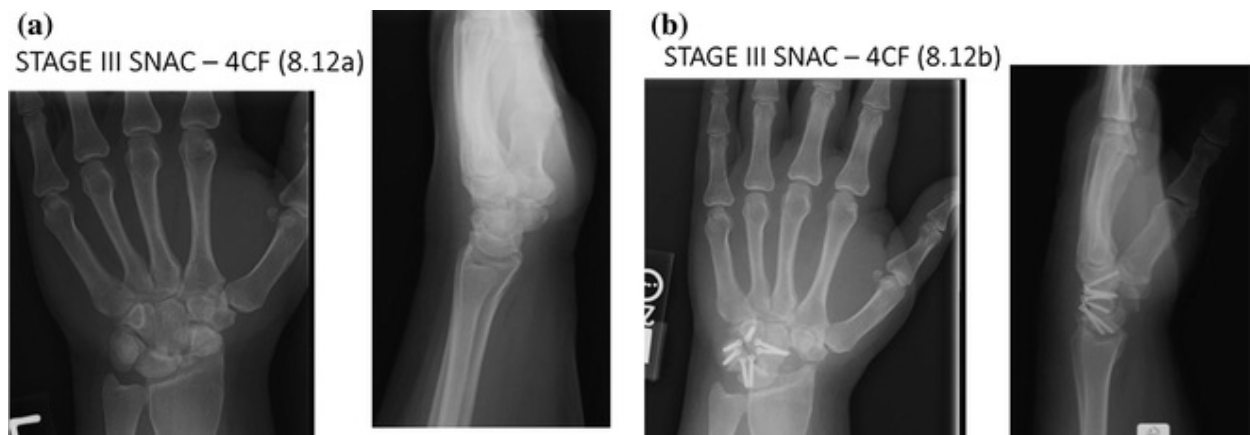 (a)
STAGE III SNAC – 4CF (8.12a)
(b)
STAGE III SNAC – 4CF (8.12b)